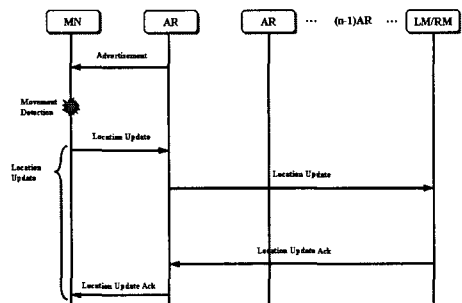 MN AR AR ··· (n-1)AR ··· LM/RM
Advertisement
Movement
Detection
Location Update
Location
Update
Location Update
Location Update Ack
Location Update Ack